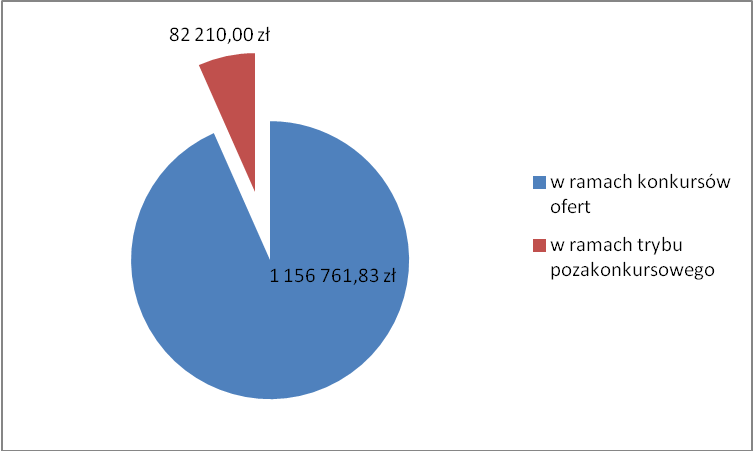 82 210,00 zł
1 156 761,83 zł
w ramach konkursów
ofert
w ramach trybu
pozakonkursowego